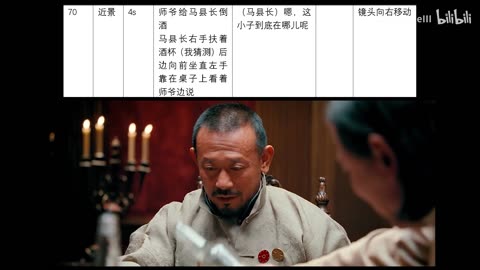 70 近景 4s 师爷给马县长倒 （马县长）嗯，这 镜头向右移动
酒 小子到底在哪儿呢
马县长右手扶着
酒杯（我猜测）后
边向前坐直左手
靠在桌子上看着
师爷边说
elll bilibili